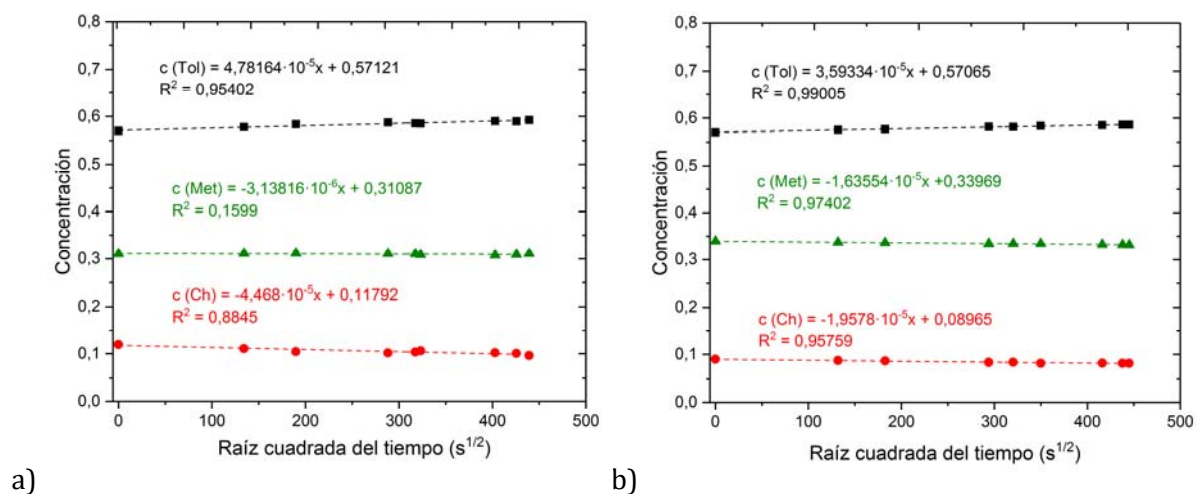 0,8
0,7
0,6
0,5
0,4
0,3
0,2
0,1
0,0
Concentración
c (Tol) = 4,78164·10⁻⁵x + 0,57121
R² = 0,95402
c (Met) = -3,13816·10⁻⁶x + 0,31087
R² = 0,1599
c (Ch) = -4,468·10⁻⁵x + 0,11792
R² = 0,8845
0 100 200 300 400 500
Raíz cuadrada del tiempo (s¹ᐟ²)
a)
0,8
0,7
0,6
0,5
0,4
0,3
0,2
0,1
0,0
Concentración
c (Tol) = 3,59334·10⁻⁵x + 0,57065
R² = 0,99005
c (Met) = -1,63554·10⁻⁵x +0,33969
R² = 0,97402
c (Ch) = -1,9578·10⁻⁵x + 0,08965
R² = 0,95759
0 100 200 300 400 500
Raíz cuadrada del tiempo (s¹ᐟ²)
b)